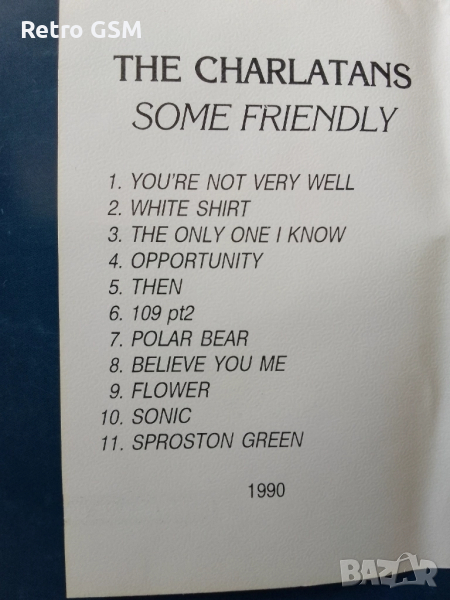 Retro GSM
THE CHARLATANS
SOME FRIENDLY
1. YOU'RE NOT VERY WELL
2. WHITE SHIRT
3. THE ONLY ONE I KNOW
4. OPPORTUNITY
5. THEN
6. 109 pt2
7. POLAR BEAR
8. BELIEVE YOU ME
9. FLOWER
10. SONIC
11. SPROSTON GREEN
1990
BAZAR